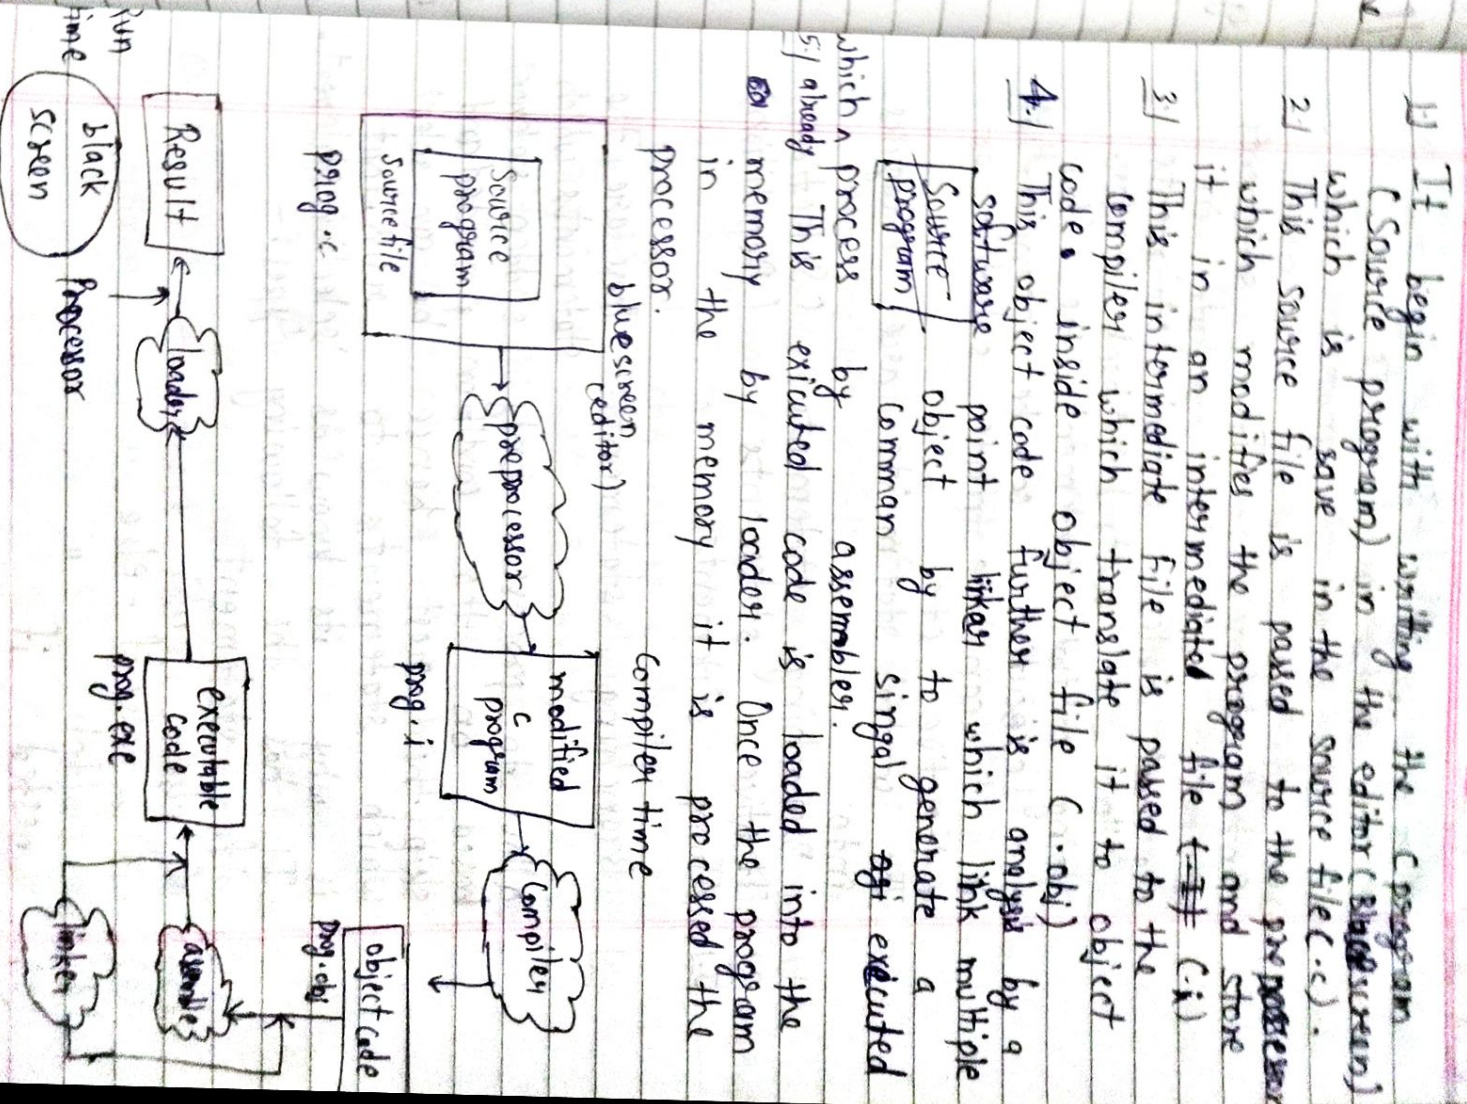 1.) It begin with writing the C program
(Source program) in the editor (Blue screen)
which is save in the source file (.c).
2.) This source file is passed to the
which modifies the program and store
it in an intermediated file (.i)
3.) This intermediate file is passed to the
compiler which translate it to object
code inside object file (.obj)
4.) This object code further is analysis by a
software point linker which link multiple
Source object by to generate a
program comman singal executed
which process by assembler.
5.) already This exicuted code is loaded into the
memory by loader. Once the program
in the memory it is processed the
processor.
blue screen
(editor)
Compiler time
Source
program
Source file
prog.c
preprocessor
modified
C
program
prog.i
Compiler
object code
prog.obj
assembler
linker
executable
code
prog.exe
loader
Processor
Result
black
screen
Run
time